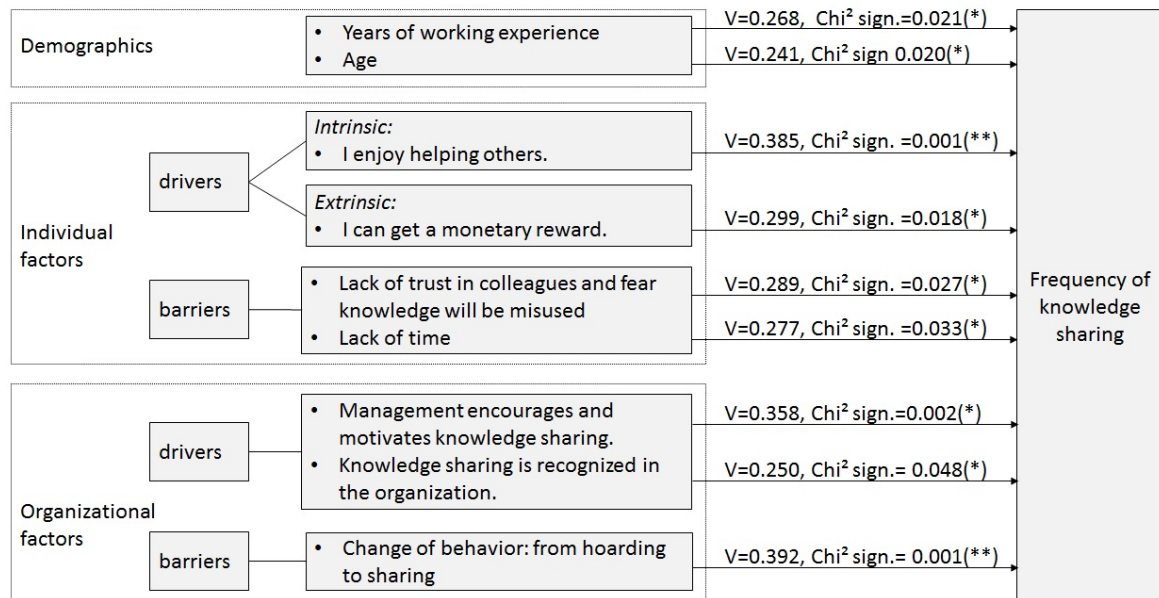 Demographics
• Years of working experience
• Age
V=0.268, Chi² sign.=0.021(*)
V=0.241, Chi² sign 0.020(*)
Individual
factors
drivers
Intrinsic:
• I enjoy helping others.
V=0.385, Chi² sign. =0.001(**)
Extrinsic:
• I can get a monetary reward.
V=0.299, Chi² sign. =0.018(*)
barriers
• Lack of trust in colleagues and fear
knowledge will be misused
• Lack of time
V=0.289, Chi² sign. =0.027(*)
V=0.277, Chi² sign. =0.033(*)
Organizational
factors
drivers
• Management encourages and
motivates knowledge sharing.
• Knowledge sharing is recognized in
the organization.
V=0.358, Chi² sign.=0.002(*)
V=0.250, Chi² sign.= 0.048(*)
barriers
• Change of behavior: from hoarding
to sharing
V=0.392, Chi² sign.= 0.001(**)
Frequency of
knowledge
sharing